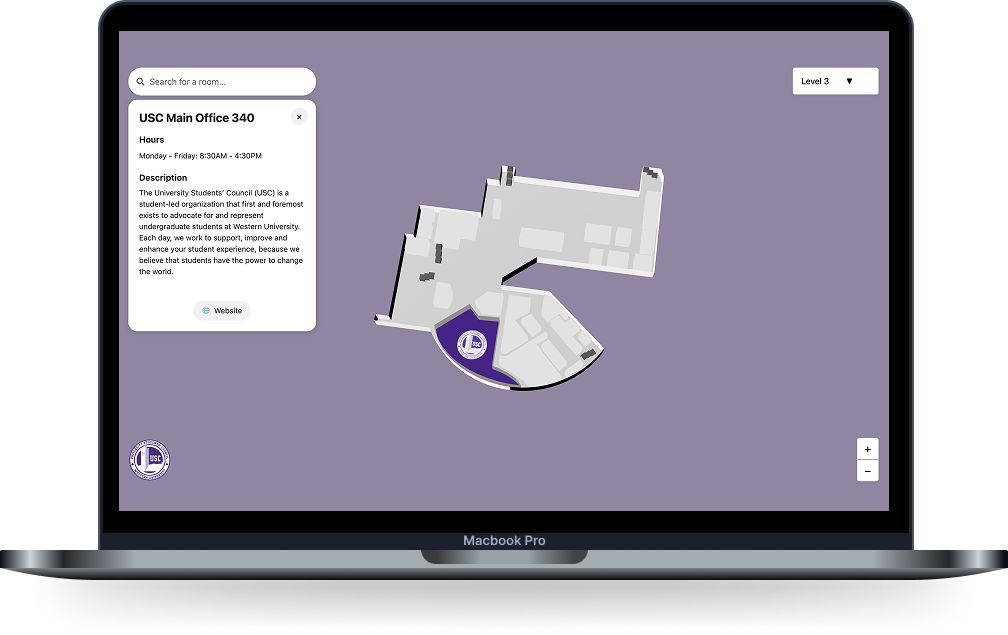 Search for a room...
Level 3 ▼
USC Main Office 340
×
Hours
Monday - Friday: 8:30AM - 4:30PM
Description
The University Students' Council (USC) is a
student-led organization that first and foremost
exists to advocate for and represent
undergraduate students at Western University.
Each day, we work to support, improve and
enhance your student experience, because we
believe that students have the power to change
the world.
Website
USC
USC
+
−
Macbook Pro